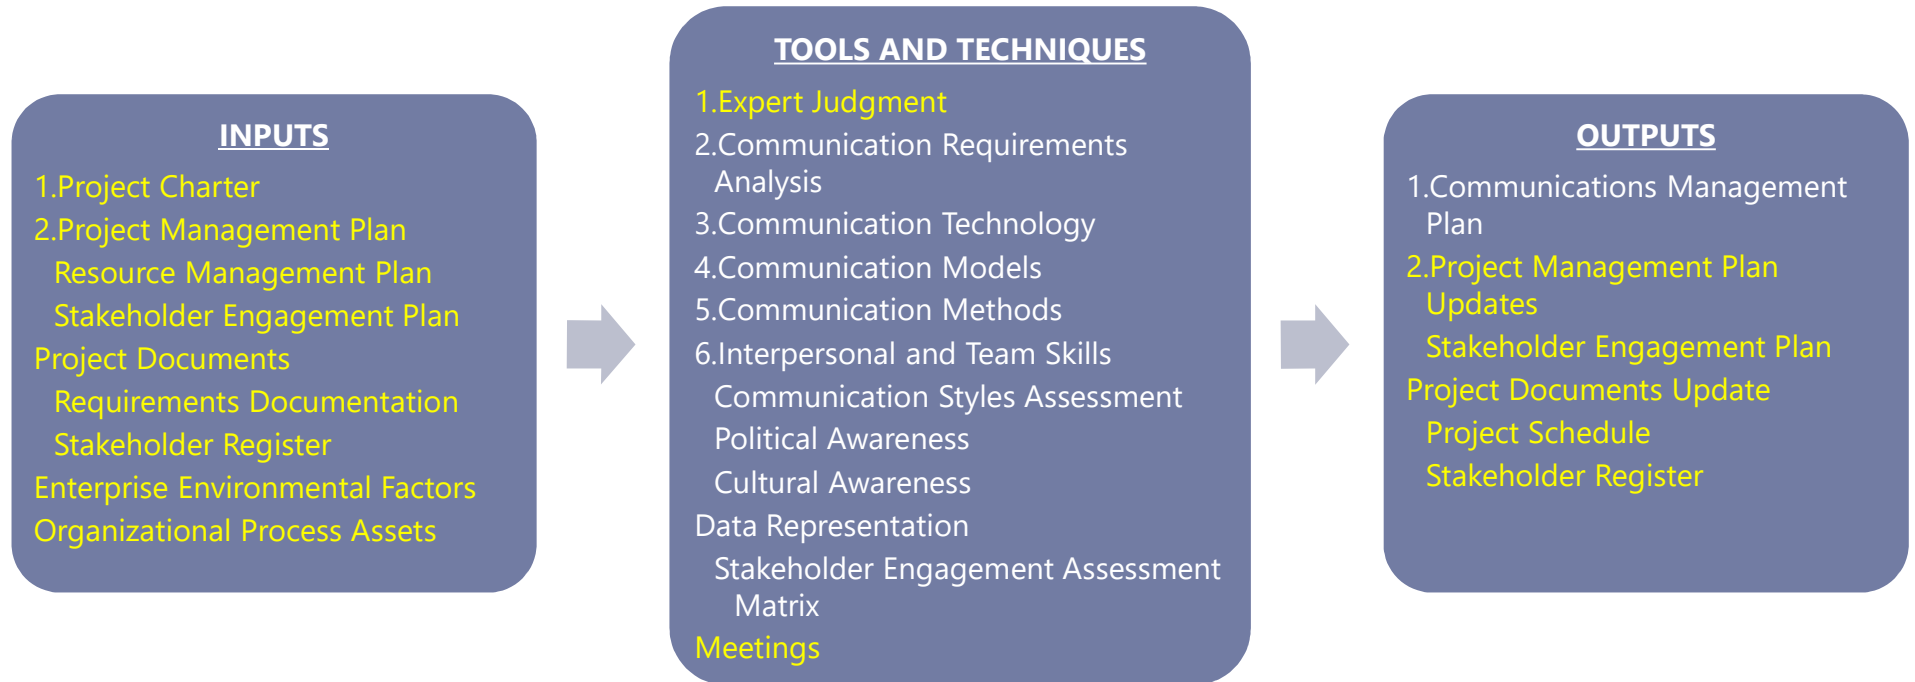 INPUTS
1.Project Charter
2.Project Management Plan
Resource Management Plan
Stakeholder Engagement Plan
Project Documents
Requirements Documentation
Stakeholder Register
Enterprise Environmental Factors
Organizational Process Assets
TOOLS AND TECHNIQUES
1.Expert Judgment
2.Communication Requirements
Analysis
3.Communication Technology
4.Communication Models
5.Communication Methods
6.Interpersonal and Team Skills
Communication Styles Assessment
Political Awareness
Cultural Awareness
Data Representation
Stakeholder Engagement Assessment
Matrix
Meetings
OUTPUTS
1.Communications Management
Plan
2.Project Management Plan
Updates
Stakeholder Engagement Plan
Project Documents Update
Project Schedule
Stakeholder Register